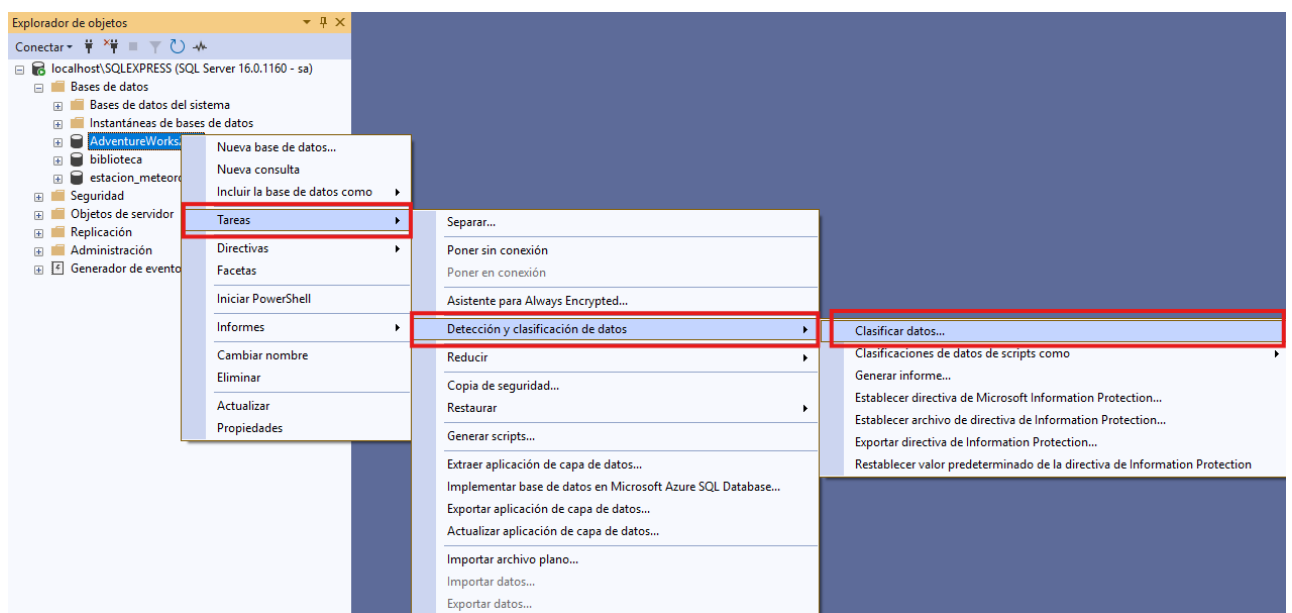 Explorador de objetos
Conectar
localhost\SQLEXPRESS (SQL Server 16.0.1160 - sa)
Bases de datos
Bases de datos del sistema
Instantáneas de bases de datos
AdventureWorks
biblioteca
estacion_meteoro
Seguridad
Objetos de servidor
Replicación
Administración
Generador de evento
Nueva base de datos...
Nueva consulta
Incluir la base de datos como
Tareas
Directivas
Facetas
Iniciar PowerShell
Informes
Cambiar nombre
Eliminar
Actualizar
Propiedades
Separar...
Poner sin conexión
Poner en conexión
Asistente para Always Encrypted...
Detección y clasificación de datos
Reducir
Copia de seguridad...
Restaurar
Generar scripts...
Extraer aplicación de capa de datos...
Implementar base de datos en Microsoft Azure SQL Database...
Exportar aplicación de capa de datos...
Actualizar aplicación de capa de datos...
Importar archivo plano...
Importar datos...
Exportar datos...
Clasificar datos...
Clasificaciones de datos de scripts como
Generar informe...
Establecer directiva de Microsoft Information Protection...
Establecer archivo de directiva de Information Protection...
Exportar directiva de Information Protection...
Restablecer valor predeterminado de la directiva de Information Protection